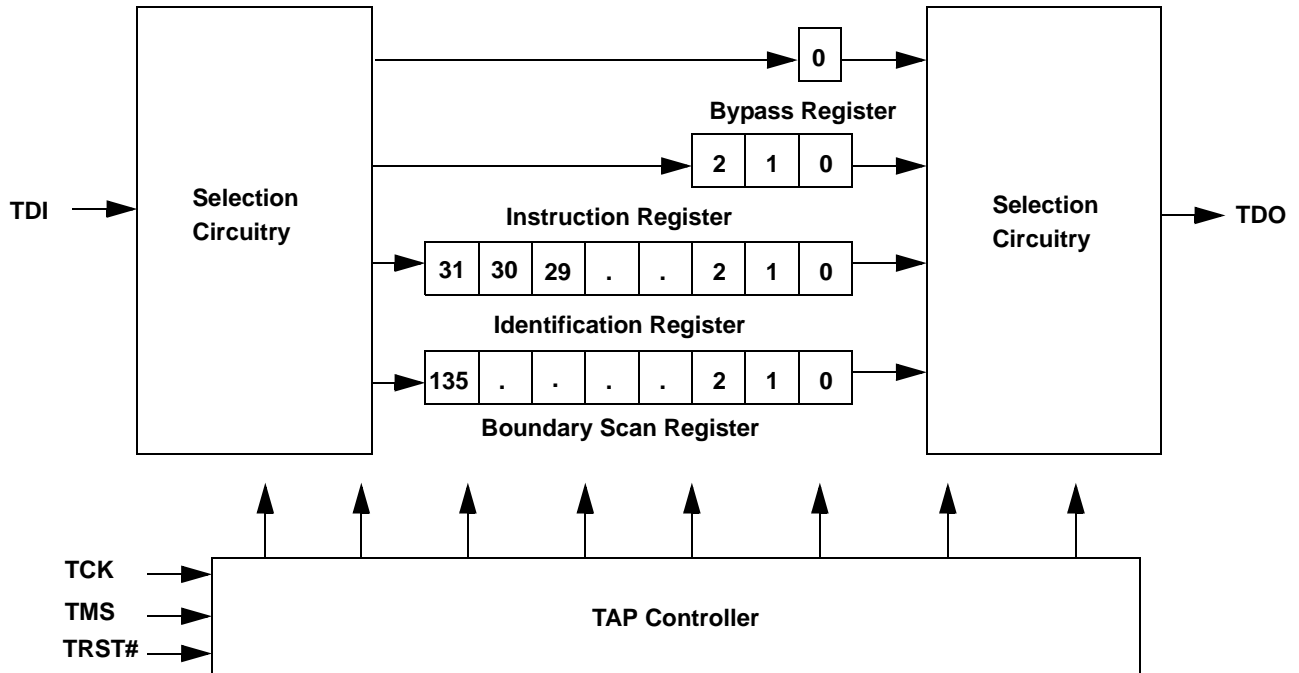 0
Bypass Register
2 1 0
TDI
Selection
Circuitry
Instruction Register
Selection
Circuitry
TDO
31 30 29 . . 2 1 0
Identification Register
135 . . . . 2 1 0
Boundary Scan Register
TCK
TMS
TRST#
TAP Controller